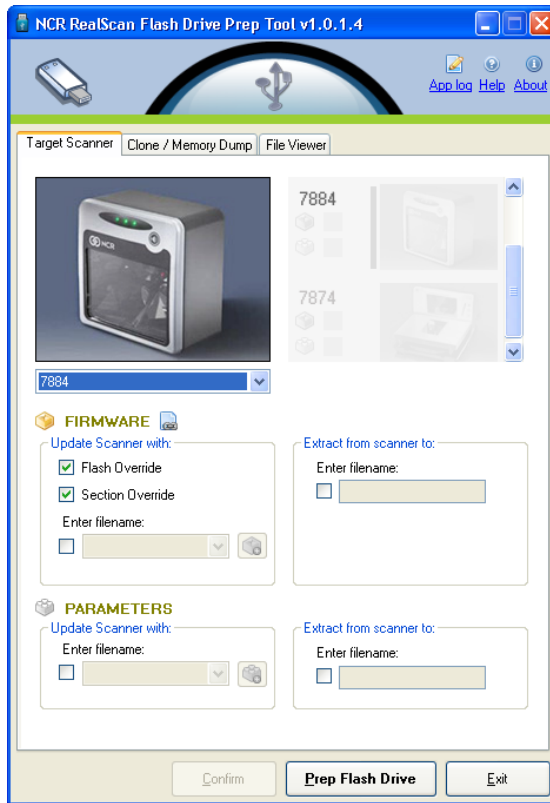 NCR RealScan Flash Drive Prep Tool v1.0.1.4
App log Help About
Target Scanner Clone / Memory Dump File Viewer
NCR
7884
7874
7884
FIRMWARE
Update Scanner with:
Extract from scanner to:
Flash Override
Enter filename:
Section Override
Enter filename:
PARAMETERS
Update Scanner with:
Extract from scanner to:
Enter filename:
Enter filename:
Confirm Prep Flash Drive Exit